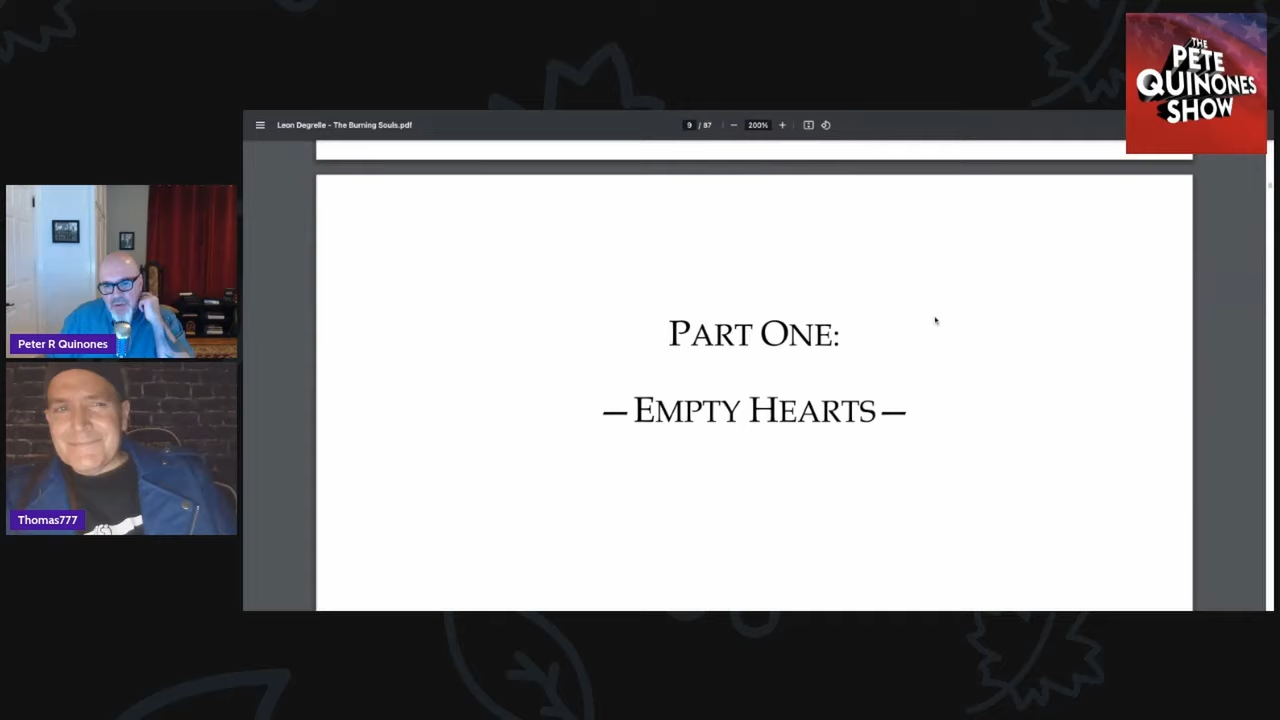 THE
PETE
QUINONES
SHOW
Leon Degrelle - The Burning Souls.pdf
9 / 87
200%
PART ONE:
— EMPTY HEARTS —
Peter R Quinones
Thomas777